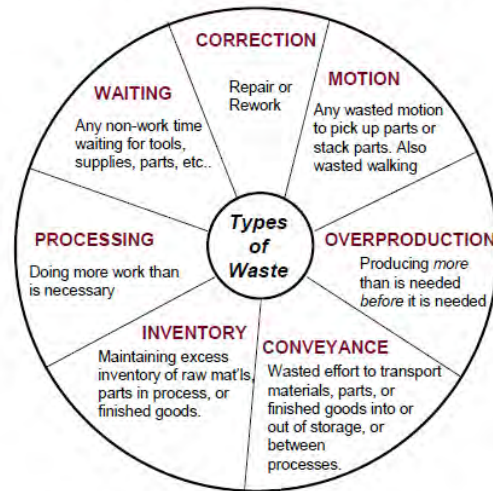 CORRECTION
Repair or
Rework
MOTION
Any wasted motion
to pick up parts or
stack parts. Also
wasted walking
OVERPRODUCTION
Producing more
than is needed
before it is needed
CONVEYANCE
Wasted effort to transport
materials, parts, or
finished goods into or
out of storage, or
between
processes.
INVENTORY
Maintaining excess
inventory of raw mat'ls,
parts in process, or
finished goods.
PROCESSING
Doing more work than
is necessary
WAITING
Any non-work time
waiting for tools,
supplies, parts, etc..
Types
of
Waste